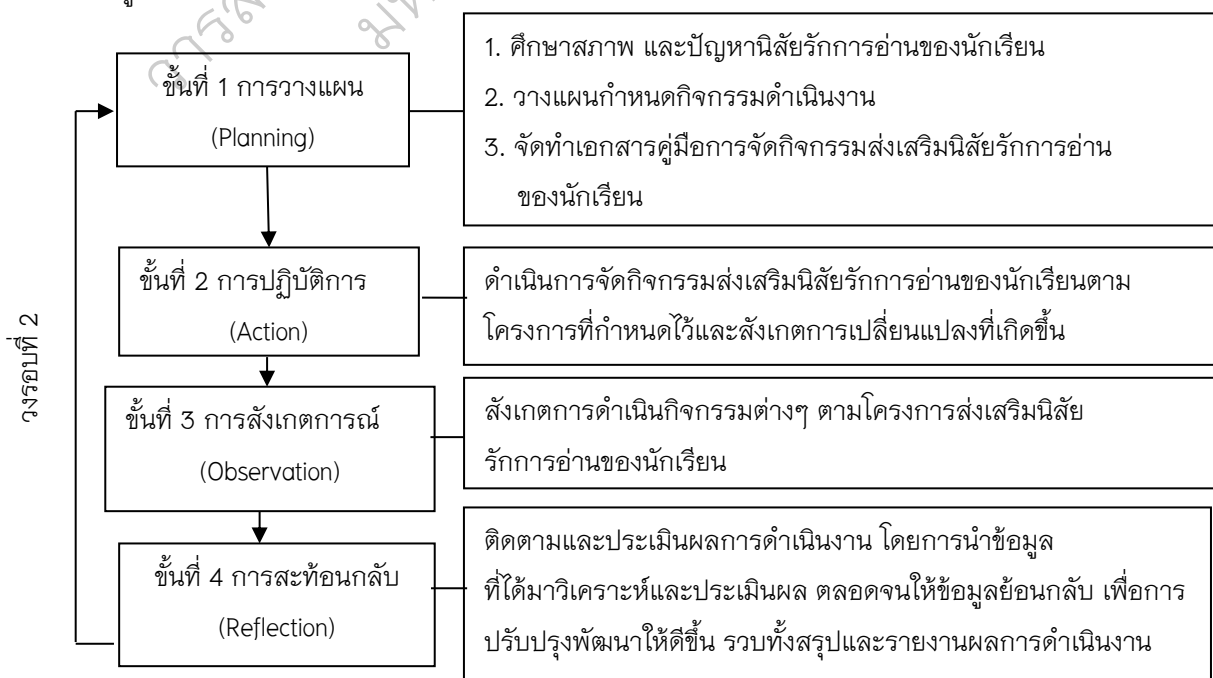 ขั้นที่ 1 การวางแผน
(Planning)
1. ศึกษาสภาพ และปัญหานิสัยรักการอ่านของนักเรียน
2. วางแผนกำหนดกิจกรรมดำเนินงาน
3. จัดทำเอกสารคู่มือการจัดกิจกรรมส่งเสริมนิสัยรักการอ่าน
ของนักเรียน
ขั้นที่ 2 การปฏิบัติการ
(Action)
ดำเนินการจัดกิจกรรมส่งเสริมนิสัยรักการอ่านของนักเรียนตาม
โครงการที่กำหนดไว้และสังเกตการเปลี่ยนแปลงที่เกิดขึ้น
วงรอบที่ 2
ขั้นที่ 3 การสังเกตการณ์
(Observation)
สังเกตการดำเนินกิจกรรมต่างๆ ตามโครงการส่งเสริมนิสัย
รักการอ่านของนักเรียน
ขั้นที่ 4 การสะท้อนกลับ
(Reflection)
ติดตามและประเมินผลการดำเนินงาน โดยการนำข้อมูล
ที่ได้มาวิเคราะห์และประเมินผล ตลอดจนให้ข้อมูลย้อนกลับ เพื่อการ
ปรับปรุงพัฒนาให้ดีขึ้น รวบทั้งสรุปและรายงานผลการดำเนินงาน